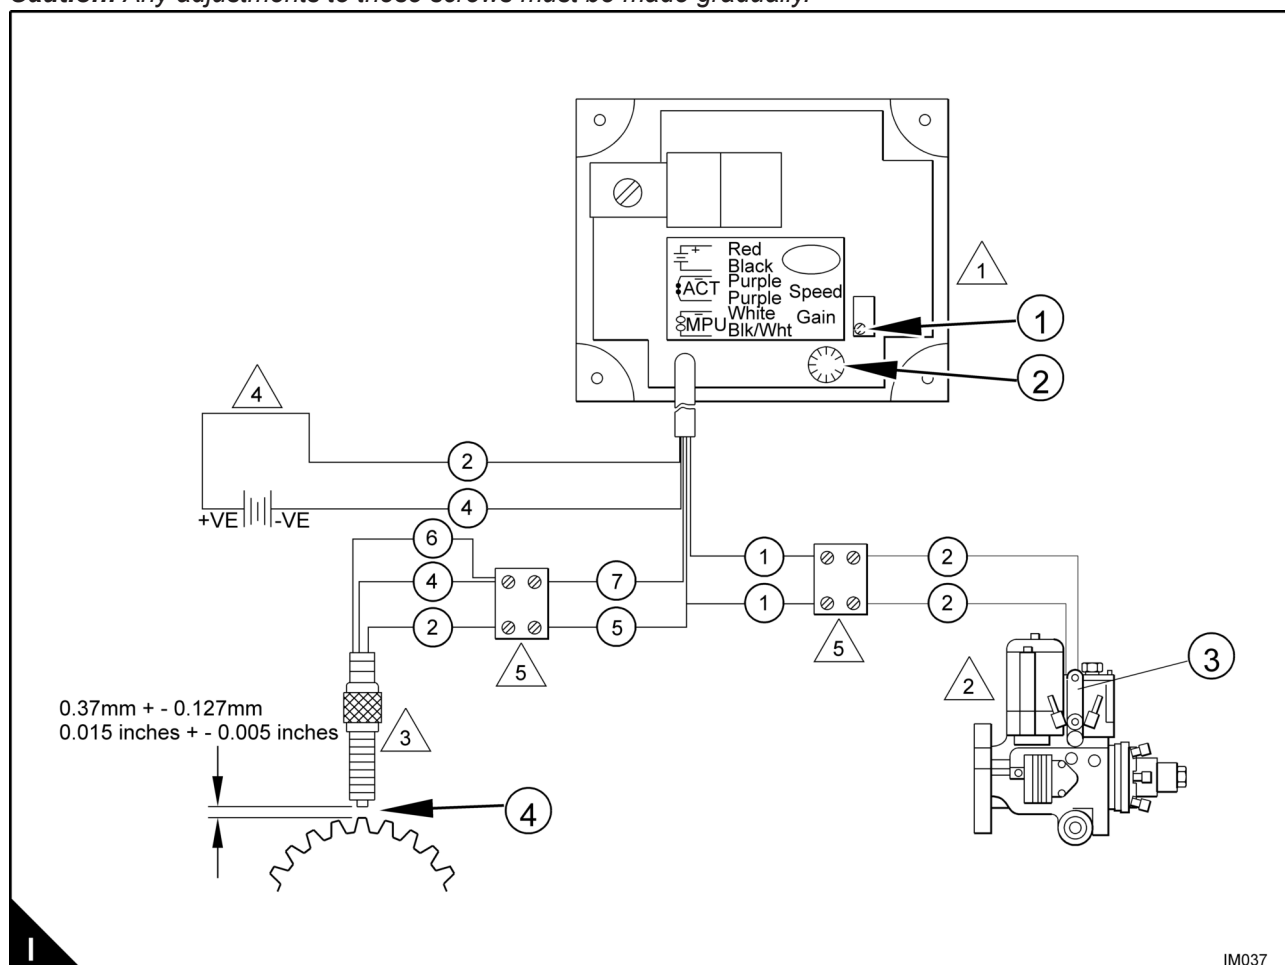 Caution!! Any adjustments to these screws must be made gradually.
+ Red
Black
ACT Purple
Purple Speed
White Gain
MPU Blk/Wht
1
1
2
4
2
+VE -VE
4
6
1
2
4
7
1
2
2
5
5
5
2
3
0.37mm + - 0.127mm
0.015 inches + - 0.005 inches
3
4
I
IM037